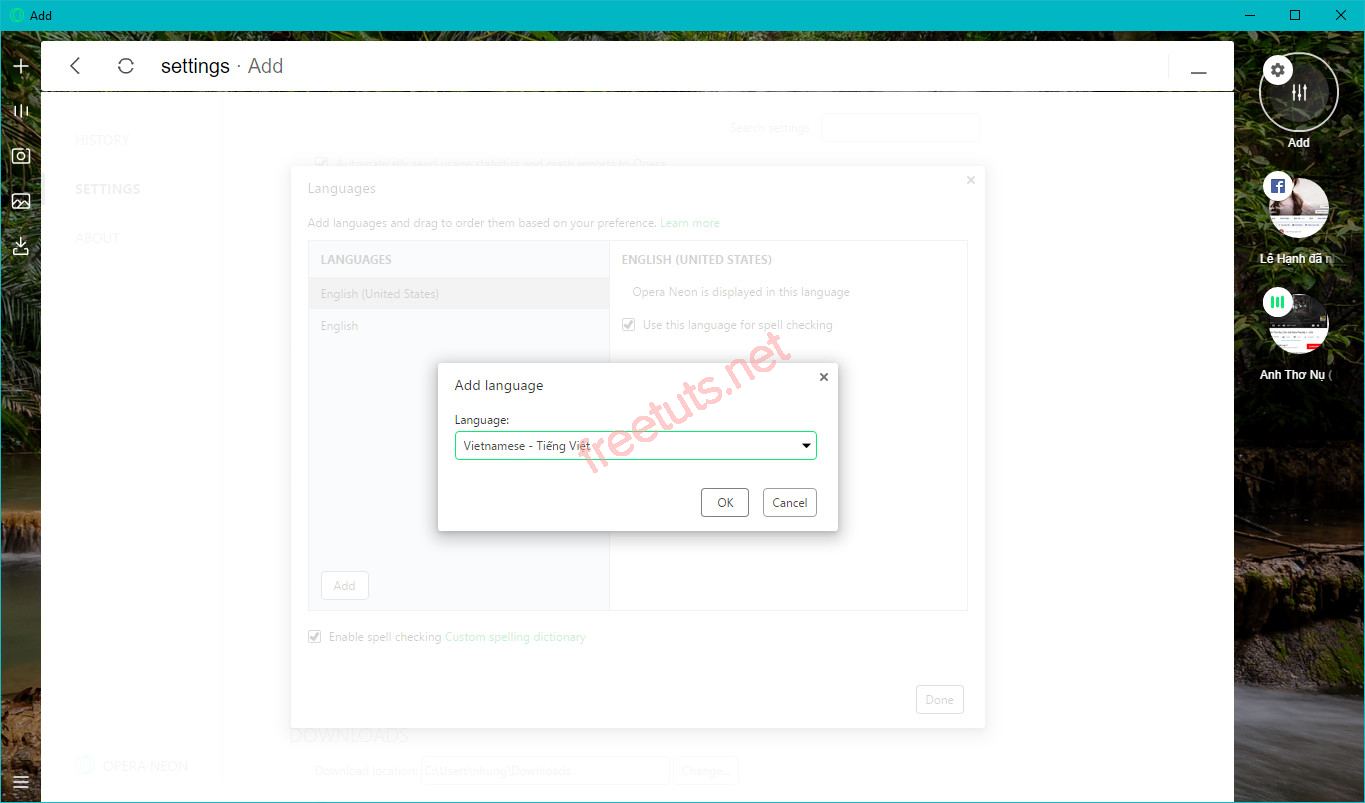 Add
settings · Add
HISTORY
SETTINGS
ABOUT
Search settings
Automatically send usage statistics and crash reports to Opera
Languages
Add languages and drag to order them based on your preference. Learn more
LANGUAGES
English (United States)
English
Add
ENGLISH (UNITED STATES)
Opera Neon is displayed in this language
Use this language for spell checking
Add language
Language:
Vietnamese - Tiếng Việt
OK
Cancel
freetuts.net
Enable spell checking Custom spelling dictionary
Done
DOWNLOADS
Download location: C:\Users\nhung\Downloads
Change...
OPERA NEON
Add
Lê Hạnh đã
Anh Thơ Nụ (